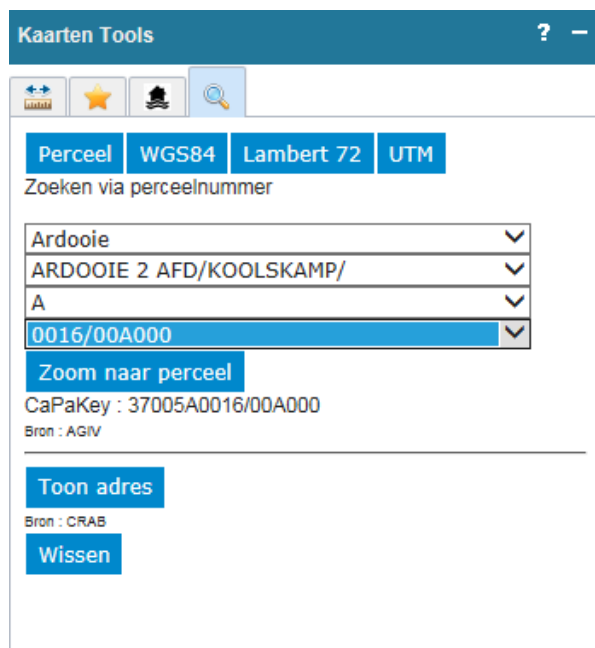 Kaarten Tools ? −
Perceel WGS84 Lambert 72 UTM
Zoeken via perceelnummer
Ardooie
ARDOOIE 2 AFD/KOOLSKAMP/
A
0016/00A000
Zoom naar perceel
CaPaKey : 37005A0016/00A000
Bron : AGIV
Toon adres
Bron : CRAB
Wissen